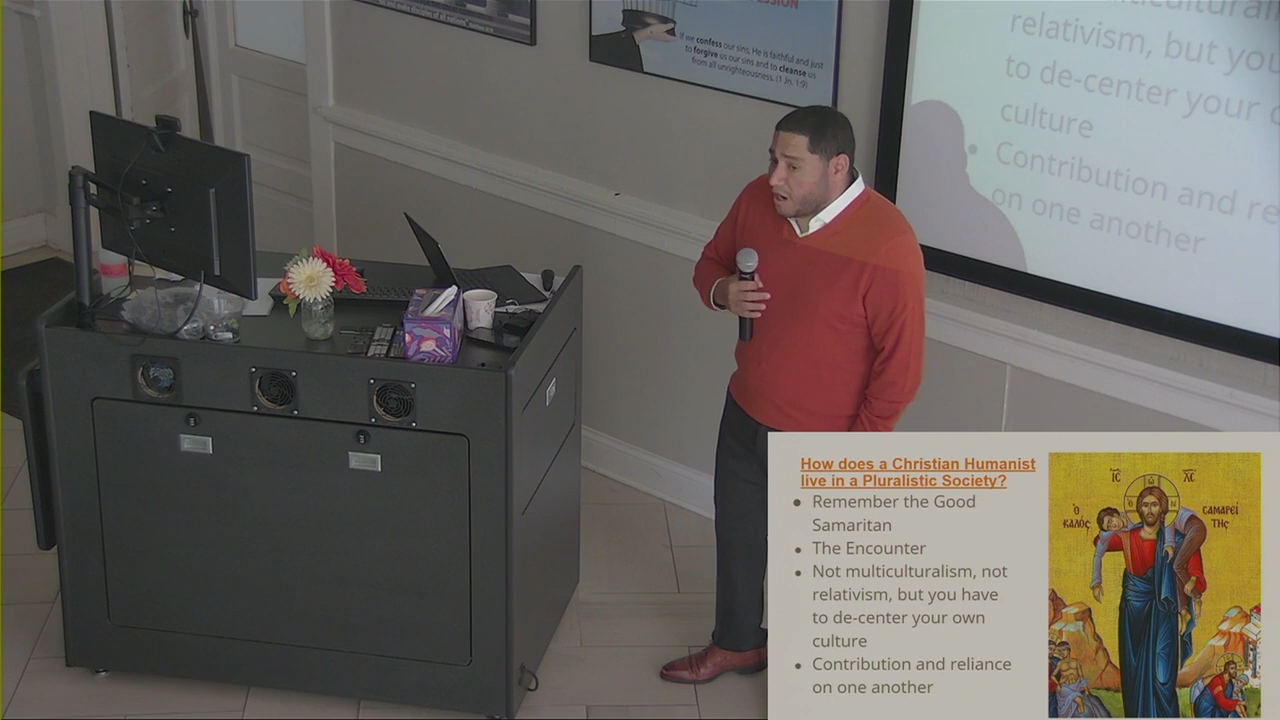 If we confess our sins, He is faithful and just
to forgive us our sins and to cleanse us
from all unrighteousness. (1 Jn. 1:9)
relativism, but you
to de-center your
culture
• Contribution and re
on one another
How does a Christian Humanist
live in a Pluralistic Society?
• Remember the Good
Samaritan
• The Encounter
• Not multiculturalism, not
relativism, but you have
to de-center your own
culture
• Contribution and reliance
on one another
IC XC
Ὁ ΚΑΛΟC CΑΜΑΡΕΙ
ΤΗC